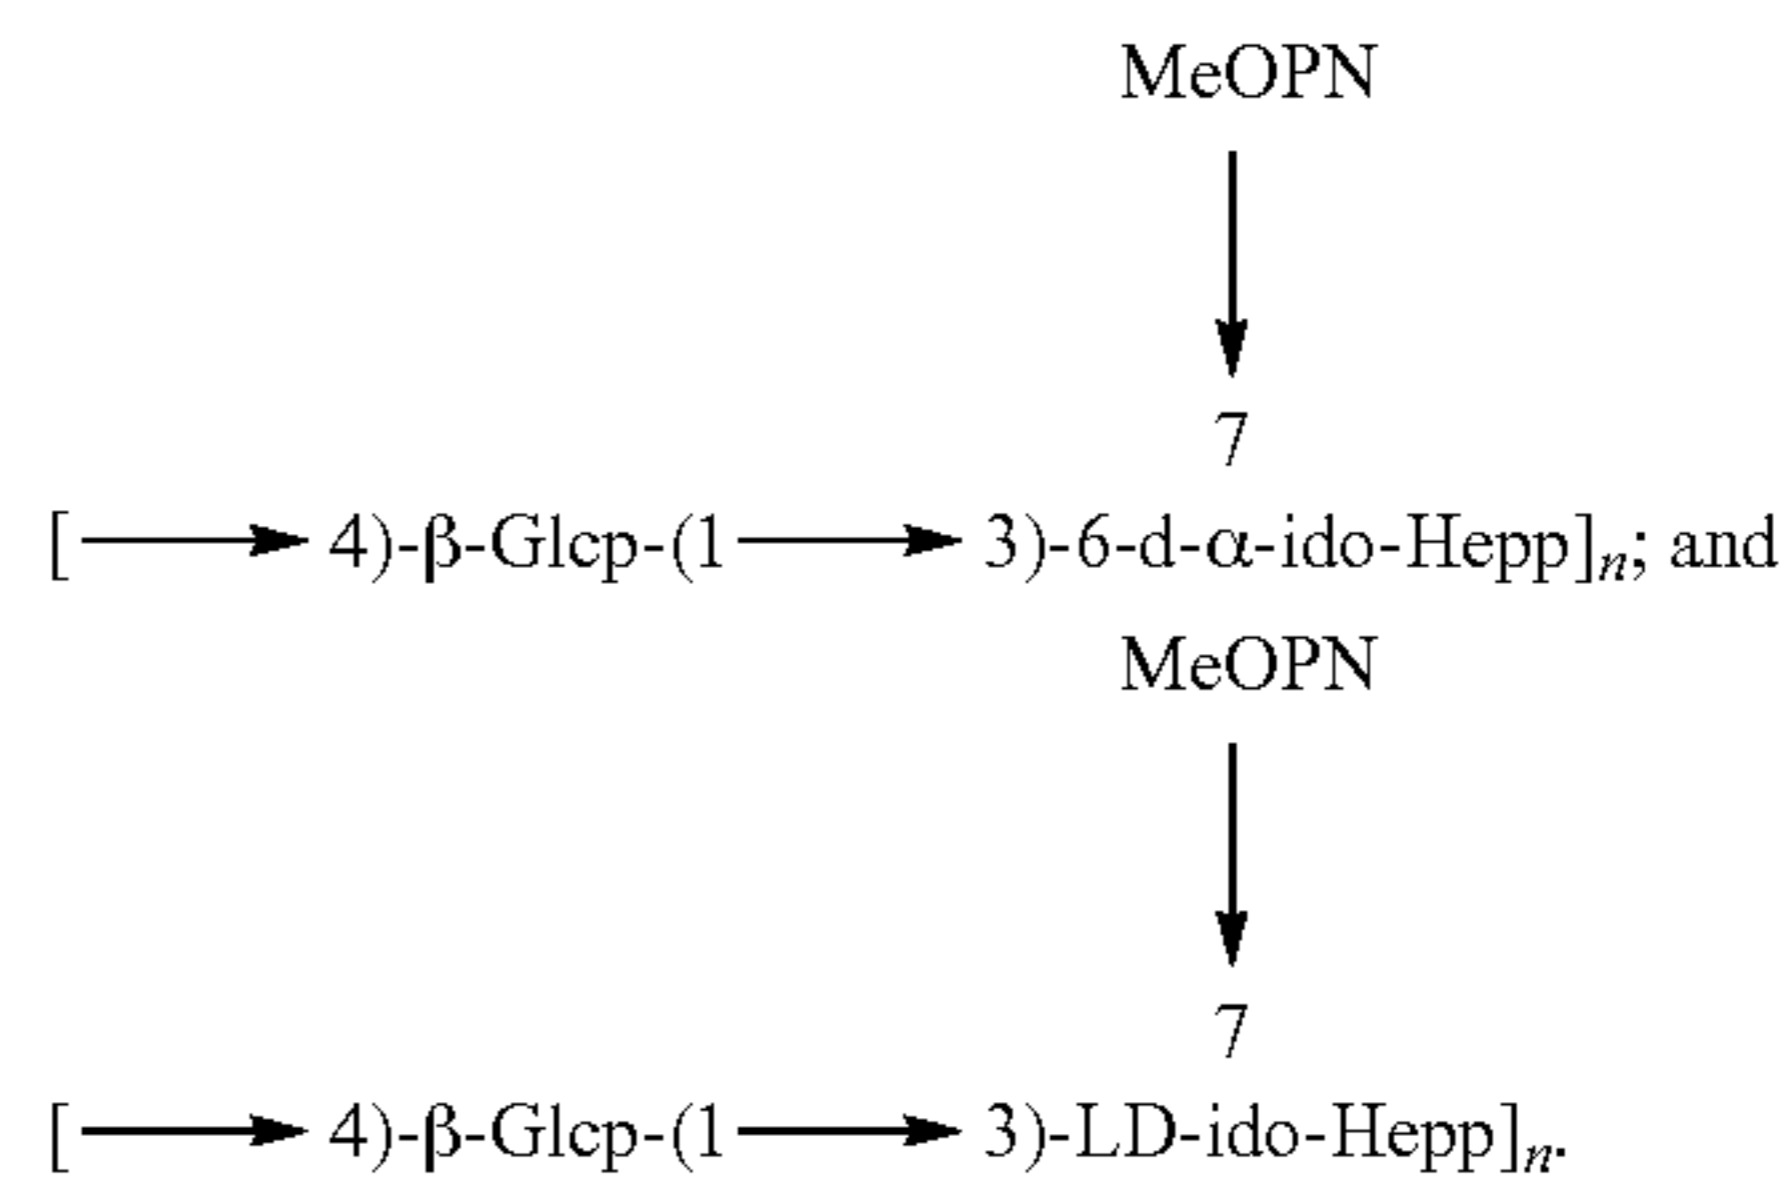 MeOPN
7
[ → 4)-β-Glcp-(1 → 3)-6-d-α-ido-Hepp]n; and
MeOPN
7
[ → 4)-β-Glcp-(1 → 3)-LD-ido-Hepp]n.